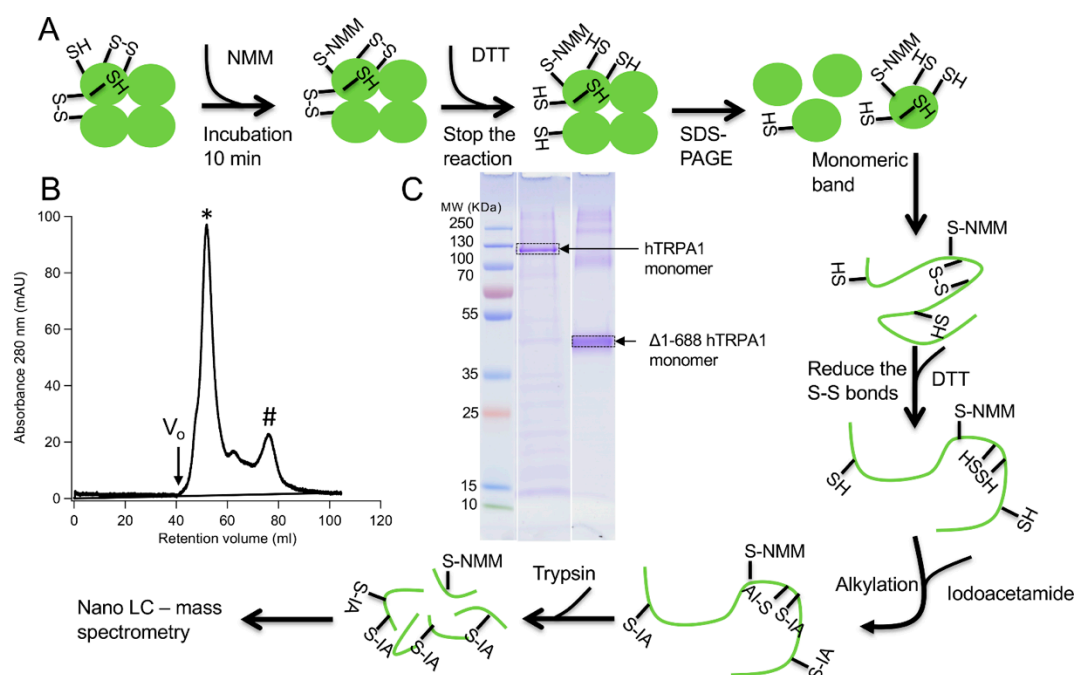 A
SH
S-S
S-S
SH
S-S
NMM
Incubation
10 min
S-NMM
S-S
S-S
SH
S-S
DTT
Stop the
reaction
S-NMM
HS
SH
SH
HS
SH
SDS-
PAGE
HS
S-NMM
HS
SH
SH
HS
Monomeric
band
B
Absorbance 280 nm (mAU)
100
80
60
40
20
0
0
20
40
60
80
100
120
Retention volume (ml)
Vo
*
#
C
MW (KDa)
250
130
100
70
55
35
25
15
10
hTRPA1
monomer
Δ1-688 hTRPA1
monomer
S-NMM
HS
S-S
SH
Reduce the
S-S bonds
DTT
S-NMM
HSSH
SH
SH
Alkylation
Iodoacetamide
S-NMM
AI-S
S-IA
S-IA
S-IA
Trypsin
S-NMM
S-IA
S-IA
S-IA
S-IA
Nano LC – mass
spectrometry